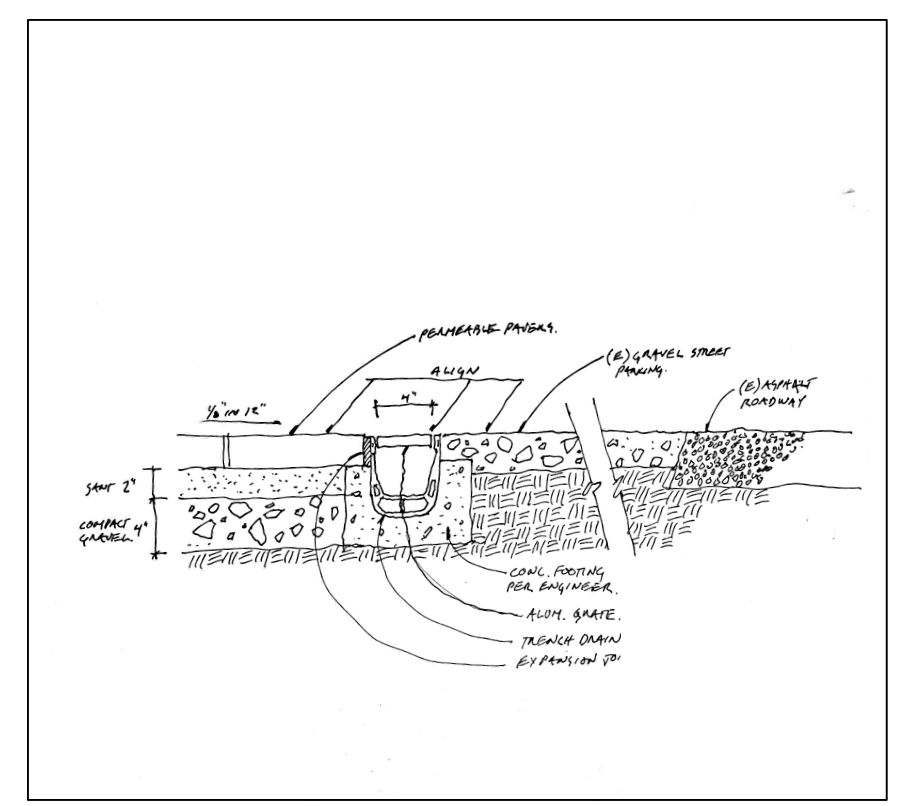 PERMEABLE PAVERS.
ALIGN
4"
(E) GRAVEL STREET
PARKING.
(E) ASPHALT
ROADWAY
1/8" IN 12"
SAND 2"
COMPACT
GRAVEL. 4"
CONC. FOOTING
PER ENGINEER.
ALUM. GRATE.
TRENCH DRAIN
EXPANSION JOI